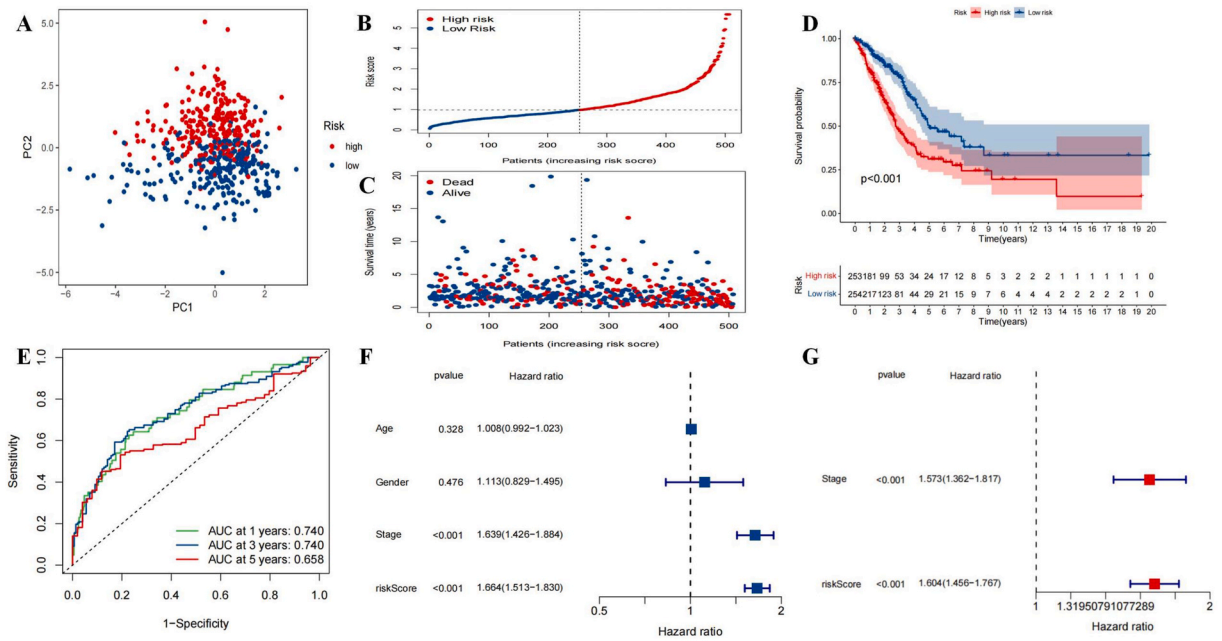 A
PC2
5.0
2.5
0.0
−2.5
−5.0
−6 −4 −2 0 2
PC1
Risk
high
low
B
High risk
Low Risk
Risk score
5
4
3
2
1
0
0 100 200 300 400 500
Patients (increasing risk socre)
C
Dead
Alive
Survival time (years)
20
15
10
5
0
0 100 200 300 400 500
Patients (increasing risk socre)
D
Risk High risk Low risk
Survival probability
1.00
0.75
0.50
0.25
0.00
p<0.001
0 1 2 3 4 5 6 7 8 9 10 11 12 13 14 15 16 17 18 19 20
Time(years)
Risk
High risk 253 181 99 53 34 24 17 12 8 5 3 2 2 2 1 1 1 1 1 1 0
Low risk 254 217 123 81 44 29 21 15 9 7 6 4 4 4 2 2 2 2 2 1 0
0 1 2 3 4 5 6 7 8 9 10 11 12 13 14 15 16 17 18 19 20
Time(years)
E
Sensitivity
1.0
0.8
0.6
0.4
0.2
0.0
AUC at 1 years: 0.740
AUC at 3 years: 0.740
AUC at 5 years: 0.658
0.0 0.2 0.4 0.6 0.8 1.0
1−Specificity
F
pvalue Hazard ratio
Age 0.328 1.008(0.992−1.023)
Gender 0.476 1.113(0.829−1.495)
Stage <0.001 1.639(1.426−1.884)
riskScore <0.001 1.664(1.513−1.830)
0.5 1 2
Hazard ratio
G
pvalue Hazard ratio
Stage <0.001 1.573(1.362−1.817)
riskScore <0.001 1.604(1.456−1.767)
1 1.31950791077289 2
Hazard ratio